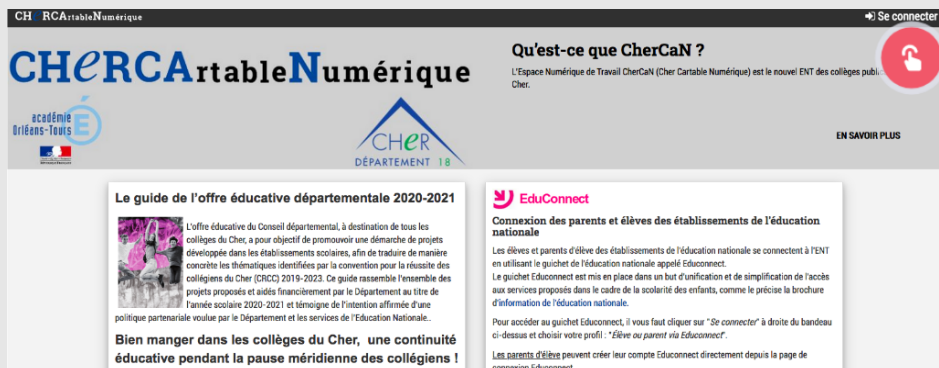 CH RCArtableNumérique
Se connecter
CHeRCArtableNumérique
académie
Orléans-Tours
É
CHeR
DÉPARTEMENT 18
Qu'est-ce que CherCaN ?
L'Espace Numérique de Travail CherCaN (Cher Cartable Numérique) est le nouvel ENT des collèges
Cher.
EN SAVOIR PLUS
Le guide de l'offre éducative départementale 2020-2021
L'offre éducative du Conseil départemental, à destination de tous les
collèges du Cher, a pour objectif de promouvoir une démarche de projets
développée dans les établissements scolaires, afin de traduire de manière
concrète les thématiques identifiées par la convention pour la réussite des
collégiens du Cher (CRCC) 2019-2023. Ce guide rassemble l'ensemble des
projets proposés et aidés financièrement par le Département au titre de
l'année scolaire 2020-2021 et témoigne de l'intention affirmée d'une
politique partenariale voulue par le Département et les services de l'Education Nationale..
Bien manger dans les collèges du Cher, une continuité
éducative pendant la pause méridienne des collégiens !
EduConnect
Connexion des parents et élèves des établissements de l'éducation
nationale
Les élèves et parents d'élève des établissements de l'éducation nationale se connectent à l'ENT
en utilisant le guichet de l'éducation nationale appelé Educonnect.
Le guichet Educonnect est mis en place dans un but d'unification et de simplification de l'accès
aux services proposés dans le cadre de la scolarité des enfants, comme le précise la brochure
d'information de l'éducation nationale.
Pour accéder au guichet Educonnect, il vous faut cliquer sur "Se connecter" à droite du bandeau
ci-dessus et choisir votre profil : "Élève ou parent via Educonnect".
Les parents d'élève peuvent créer leur compte Educonnect directement depuis la page de
connexion Educonnect